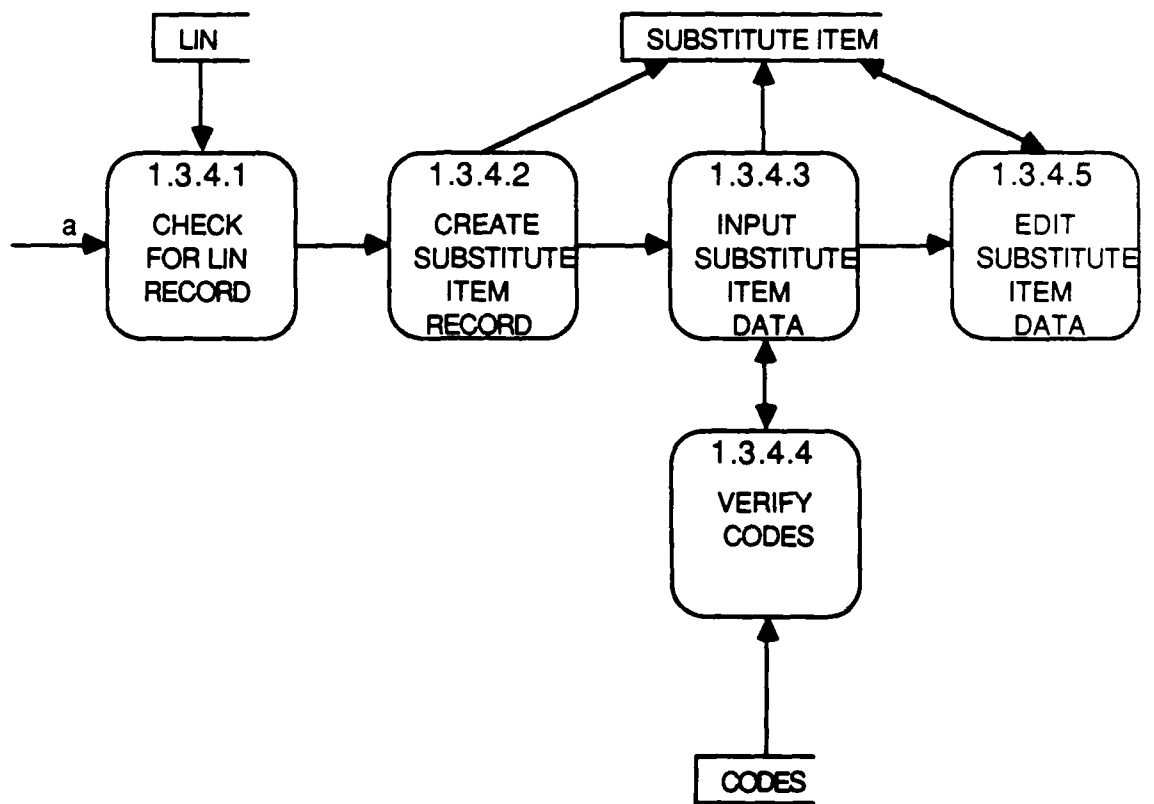 LIN
SUBSTITUTE ITEM
a
1.3.4.1
CHECK
FOR LIN
RECORD
1.3.4.2
CREATE
SUBSTITUTE
ITEM
RECORD
1.3.4.3
INPUT
SUBSTITUTE
ITEM
DATA
1.3.4.5
EDIT
SUBSTITUTE
ITEM
DATA
1.3.4.4
VERIFY
CODES
CODES